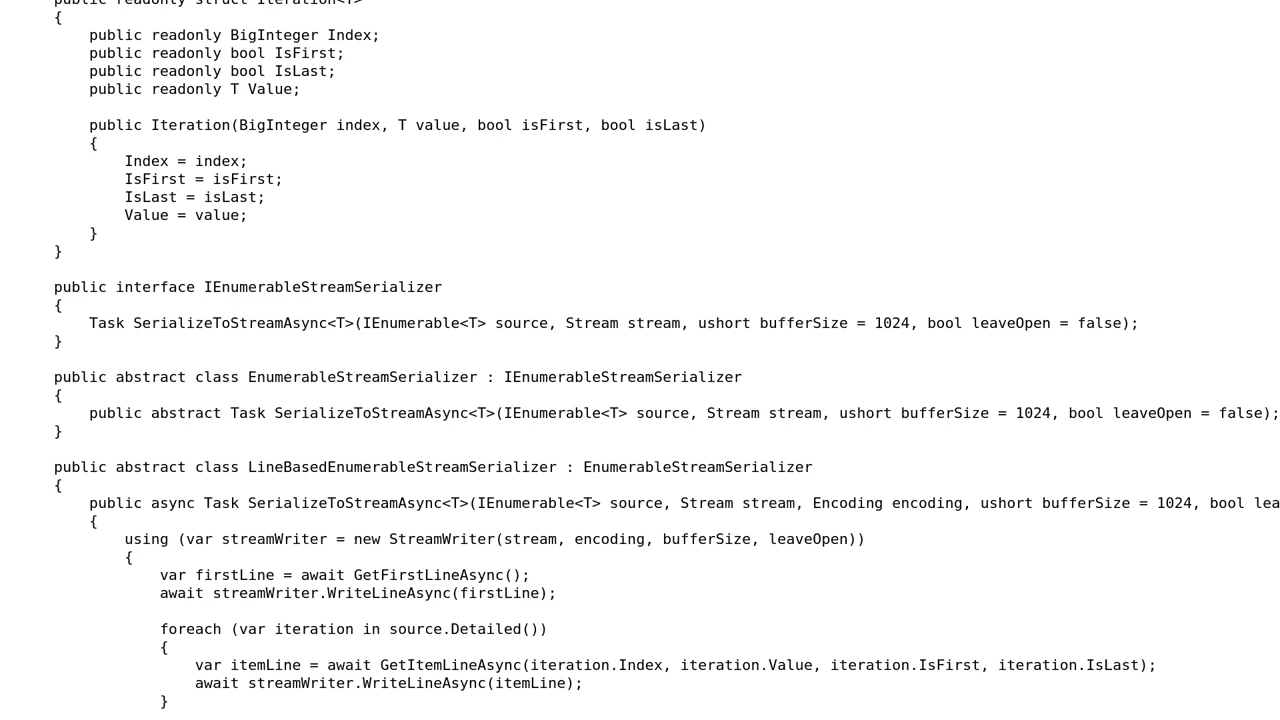 public readonly struct Iteration<T>
{
    public readonly BigInteger Index;
    public readonly bool IsFirst;
    public readonly bool IsLast;
    public readonly T Value;

    public Iteration(BigInteger index, T value, bool isFirst, bool isLast)
    {
        Index = index;
        IsFirst = isFirst;
        IsLast = isLast;
        Value = value;
    }
}

public interface IEnumerableStreamSerializer
{
    Task SerializeToStreamAsync<T>(IEnumerable<T> source, Stream stream, ushort bufferSize = 1024, bool leaveOpen = false);
}

public abstract class EnumerableStreamSerializer : IEnumerableStreamSerializer
{
    public abstract Task SerializeToStreamAsync<T>(IEnumerable<T> source, Stream stream, ushort bufferSize = 1024, bool leaveOpen = false);
}

public abstract class LineBasedEnumerableStreamSerializer : EnumerableStreamSerializer
{
    public async Task SerializeToStreamAsync<T>(IEnumerable<T> source, Stream stream, Encoding encoding, ushort bufferSize = 1024, bool lea
    {
        using (var streamWriter = new StreamWriter(stream, encoding, bufferSize, leaveOpen))
        {
            var firstLine = await GetFirstLineAsync();
            await streamWriter.WriteLineAsync(firstLine);

            foreach (var iteration in source.Detailed())
            {
                var itemLine = await GetItemLineAsync(iteration.Index, iteration.Value, iteration.IsFirst, iteration.IsLast);
                await streamWriter.WriteLineAsync(itemLine);
            }